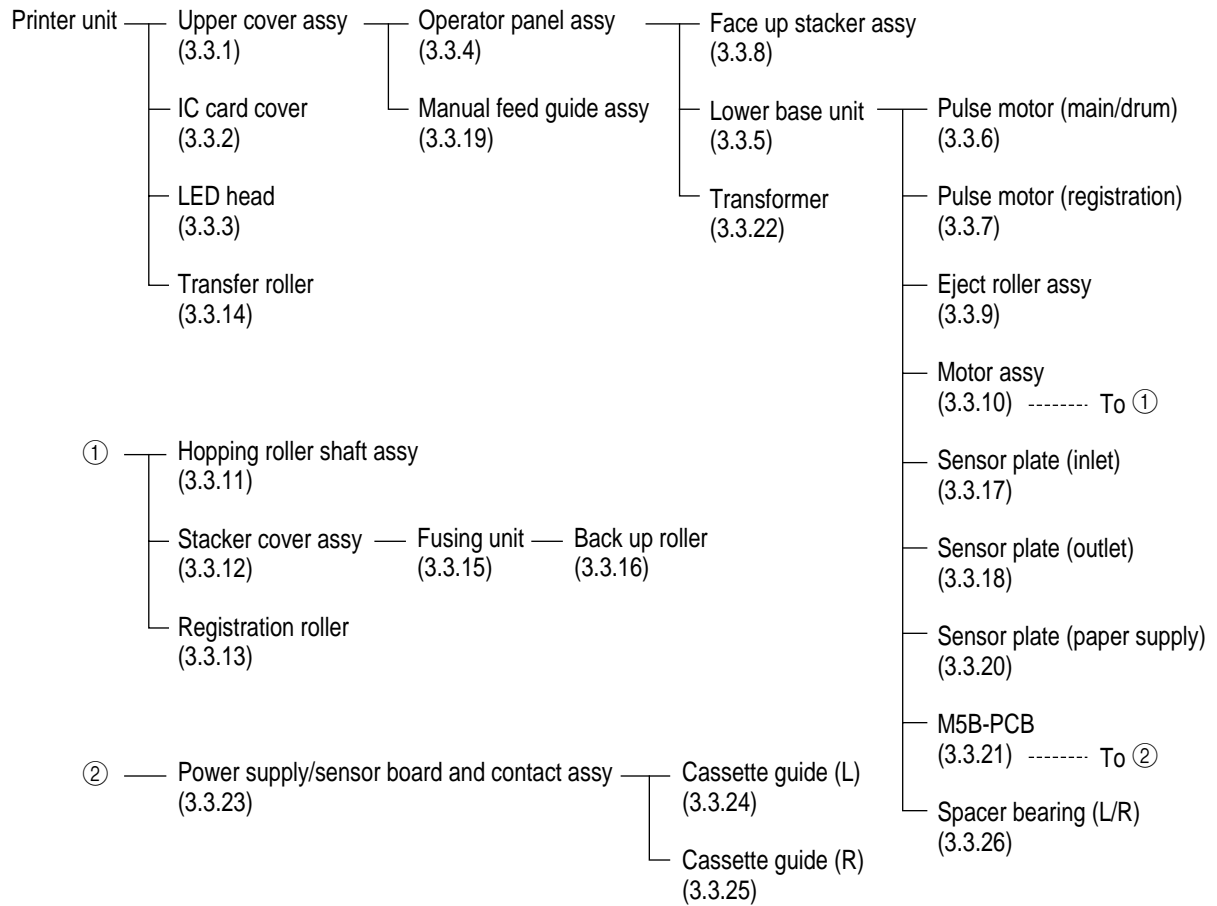 Printer unit
Upper cover assy
(3.3.1)
IC card cover
(3.3.2)
LED head
(3.3.3)
Transfer roller
(3.3.14)
Operator panel assy
(3.3.4)
Manual feed guide assy
(3.3.19)
Face up stacker assy
(3.3.8)
Lower base unit
(3.3.5)
Transformer
(3.3.22)
Pulse motor (main/drum)
(3.3.6)
Pulse motor (registration)
(3.3.7)
Eject roller assy
(3.3.9)
Motor assy
(3.3.10) -------- To ①
Sensor plate (inlet)
(3.3.17)
Sensor plate (outlet)
(3.3.18)
Sensor plate (paper supply)
(3.3.20)
M5B-PCB
(3.3.21) -------- To ②
Spacer bearing (L/R)
(3.3.26)
①
Hopping roller shaft assy
(3.3.11)
Stacker cover assy
(3.3.12)
Fusing unit
(3.3.15)
Back up roller
(3.3.16)
Registration roller
(3.3.13)
②
Power supply/sensor board and contact assy
(3.3.23)
Cassette guide (L)
(3.3.24)
Cassette guide (R)
(3.3.25)